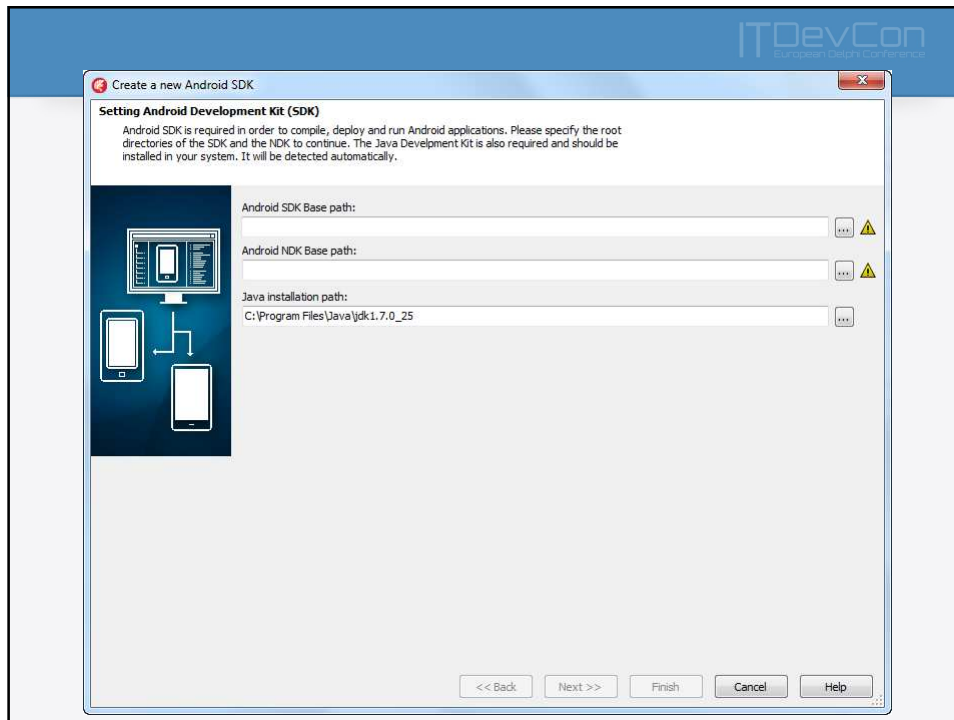 ITDevCon
European Delphi Conference
Create a new Android SDK
Setting Android Development Kit (SDK)
Android SDK is required in order to compile, deploy and run Android applications. Please specify the root
directories of the SDK and the NDK to continue. The Java Develpment Kit is also required and should be
installed in your system. It will be detected automatically.
Android SDK Base path:
...
Android NDK Base path:
...
Java installation path:
C:\Program Files\Java\jdk1.7.0_25
...
<< Back Next >> Finish Cancel Help